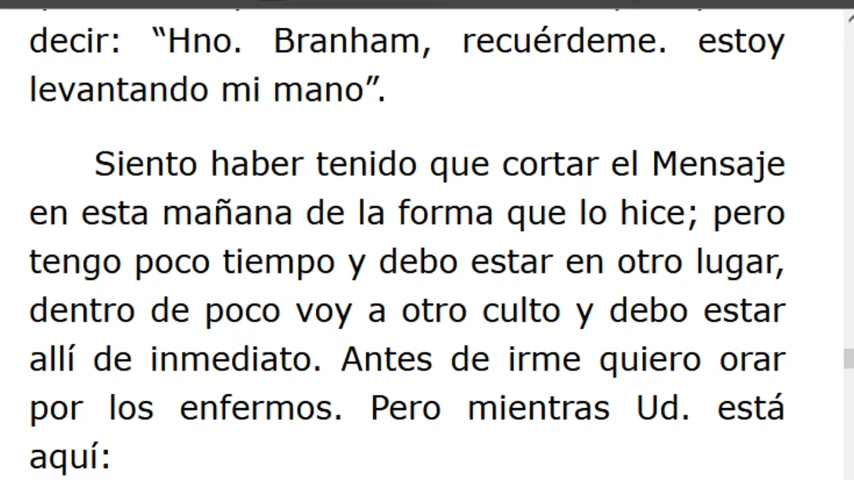 decir: “Hno. Branham, recuérdeme. estoy
levantando mi mano”.
Siento haber tenido que cortar el Mensaje
en esta mañana de la forma que lo hice; pero
tengo poco tiempo y debo estar en otro lugar,
dentro de poco voy a otro culto y debo estar
allí de inmediato. Antes de irme quiero orar
por los enfermos. Pero mientras Ud. está
aquí: